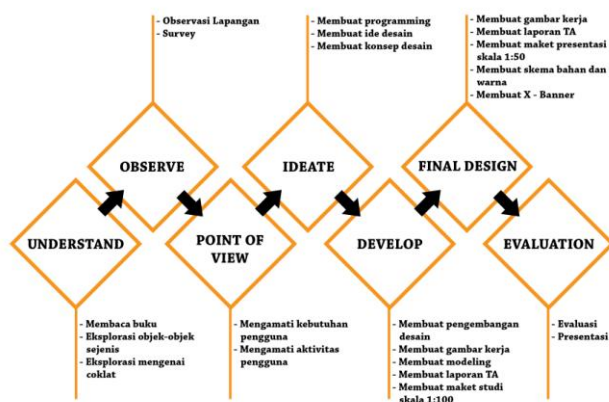 - Observasi Lapangan
- Survey
- Membuat programming
- Membuat ide desain
- Membuat konsep desain
- Membuat gambar kerja
- Membuat laporan TA
- Membuat maket presentasi
skala 1:50
- Membuat skema bahan dan
warna
- Membuat X - Banner
OBSERVE
IDEATE
FINAL DESIGN
UNDERSTAND
POINT OF
VIEW
DEVELOP
EVALUATION
- Membaca buku
- Eksplorasi objek-objek
sejenis
- Eksplorasi mengenai
coklat
- Mengamati kebutuhan
pengguna
- Mengamati aktivitas
pengguna
- Membuat pengembangan
desain
- Membuat gambar kerja
- Membuat modeling
- Membuat laporan TA
- Membuat maket studi
skala 1:100
- Evaluasi
- Presentasi